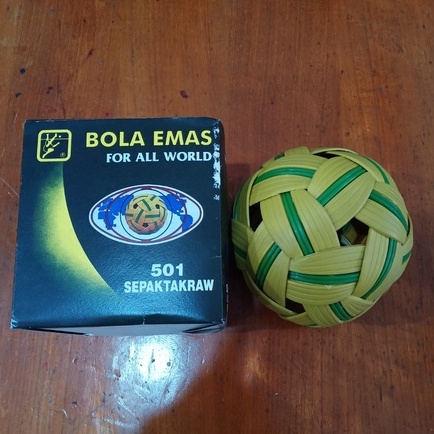 BOLA EMAS
FOR ALL WORLD
501
SEPAKTAKRAW